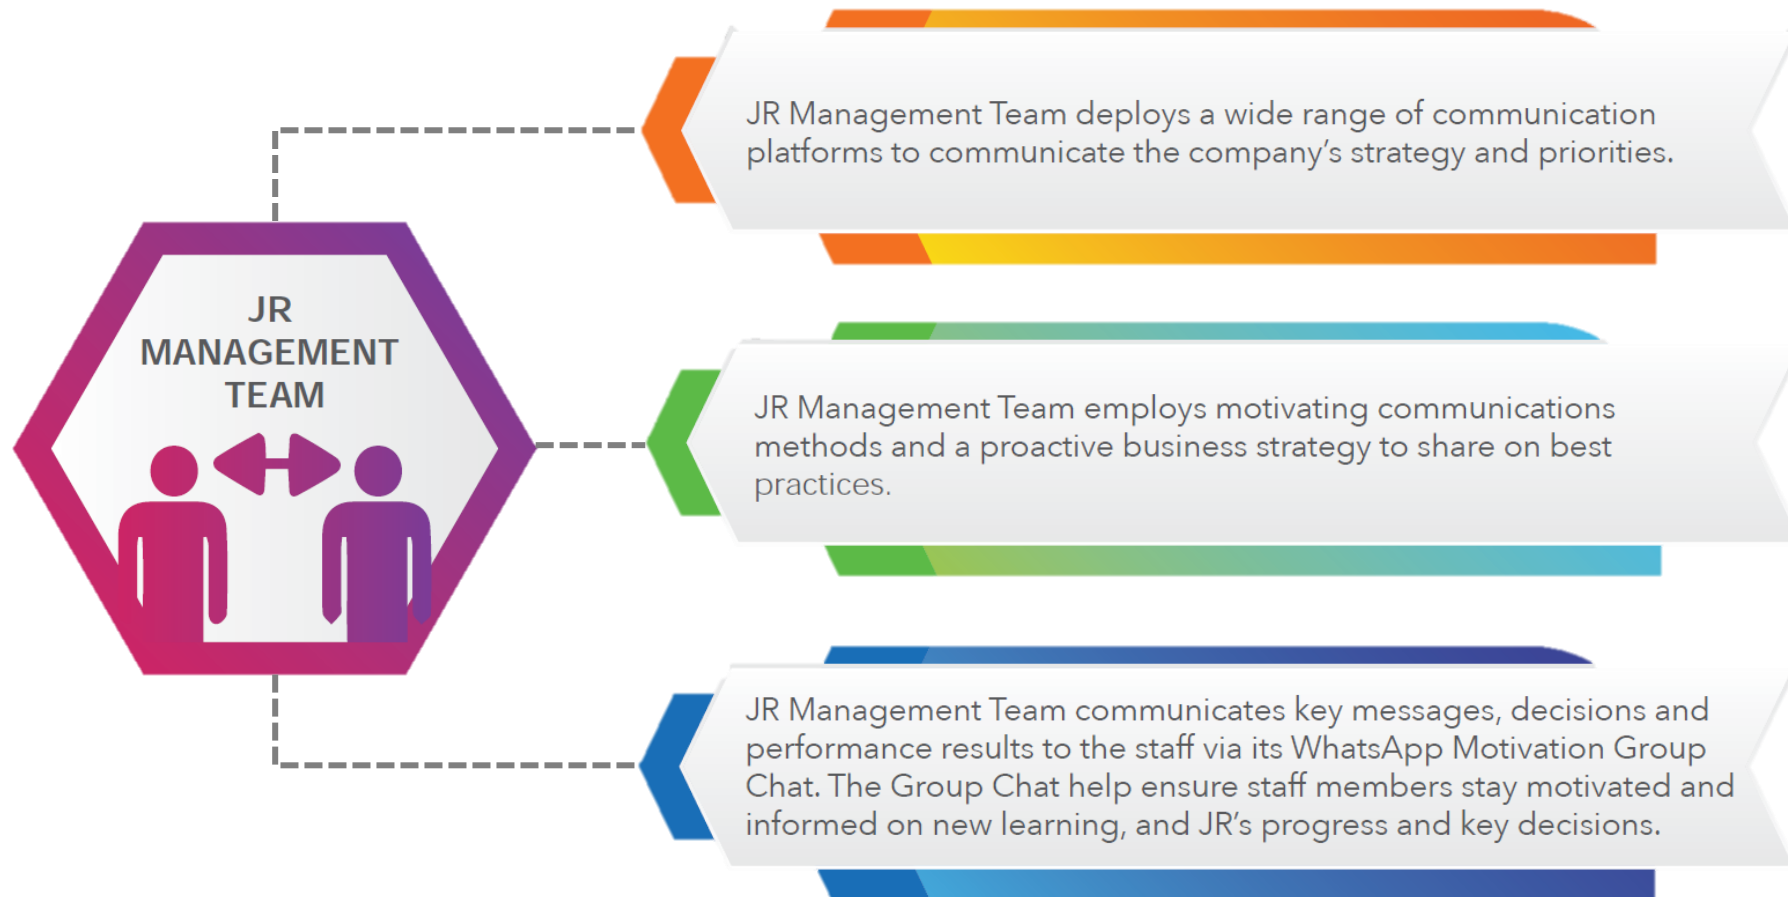 JR
MANAGEMENT
TEAM
JR Management Team deploys a wide range of communication
platforms to communicate the company’s strategy and priorities.
JR Management Team employs motivating communications
methods and a proactive business strategy to share on best
practices.
JR Management Team communicates key messages, decisions and
performance results to the staff via its WhatsApp Motivation Group
Chat. The Group Chat help ensure staff members stay motivated and
informed on new learning, and JR’s progress and key decisions.